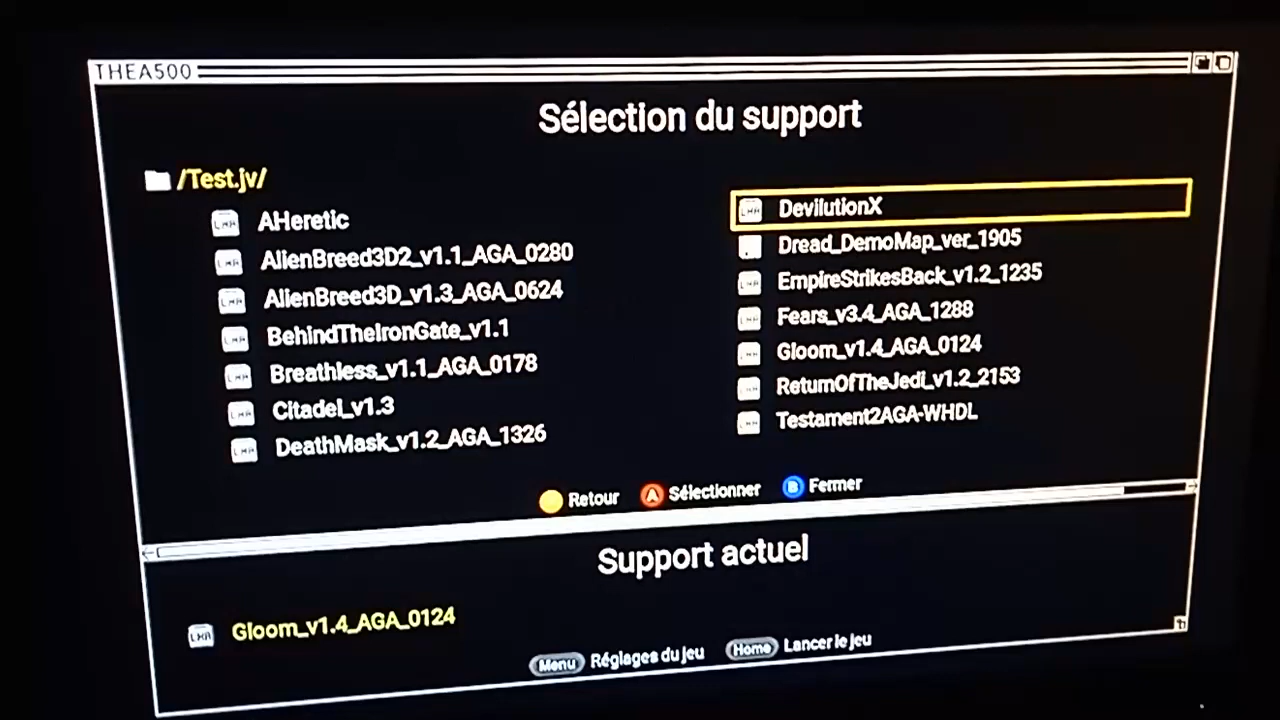 THEA500
Sélection du support
/Test.jv/
AHeretic
AlienBreed3D2_v1.1_AGA_0280
AlienBreed3D_v1.3_AGA_0624
BehindTheIronGate_v1.1
Breathless_v1.1_AGA_0178
Citadel_v1.3
DeathMask_v1.2_AGA_1326
DevilutionX
Dread_DemoMap_ver_1905
EmpireStrikesBack_v1.2_1235
Fears_v3.4_AGA_1288
Gloom_v1.4_AGA_0124
ReturnOfTheJedi_v1.2_2153
Testament2AGA-WHDL
Retour A Sélectionner B Fermer
Support actuel
LHA Gloom_v1.4_AGA_0124
Menu Réglages du jeu Home Lancer le jeu